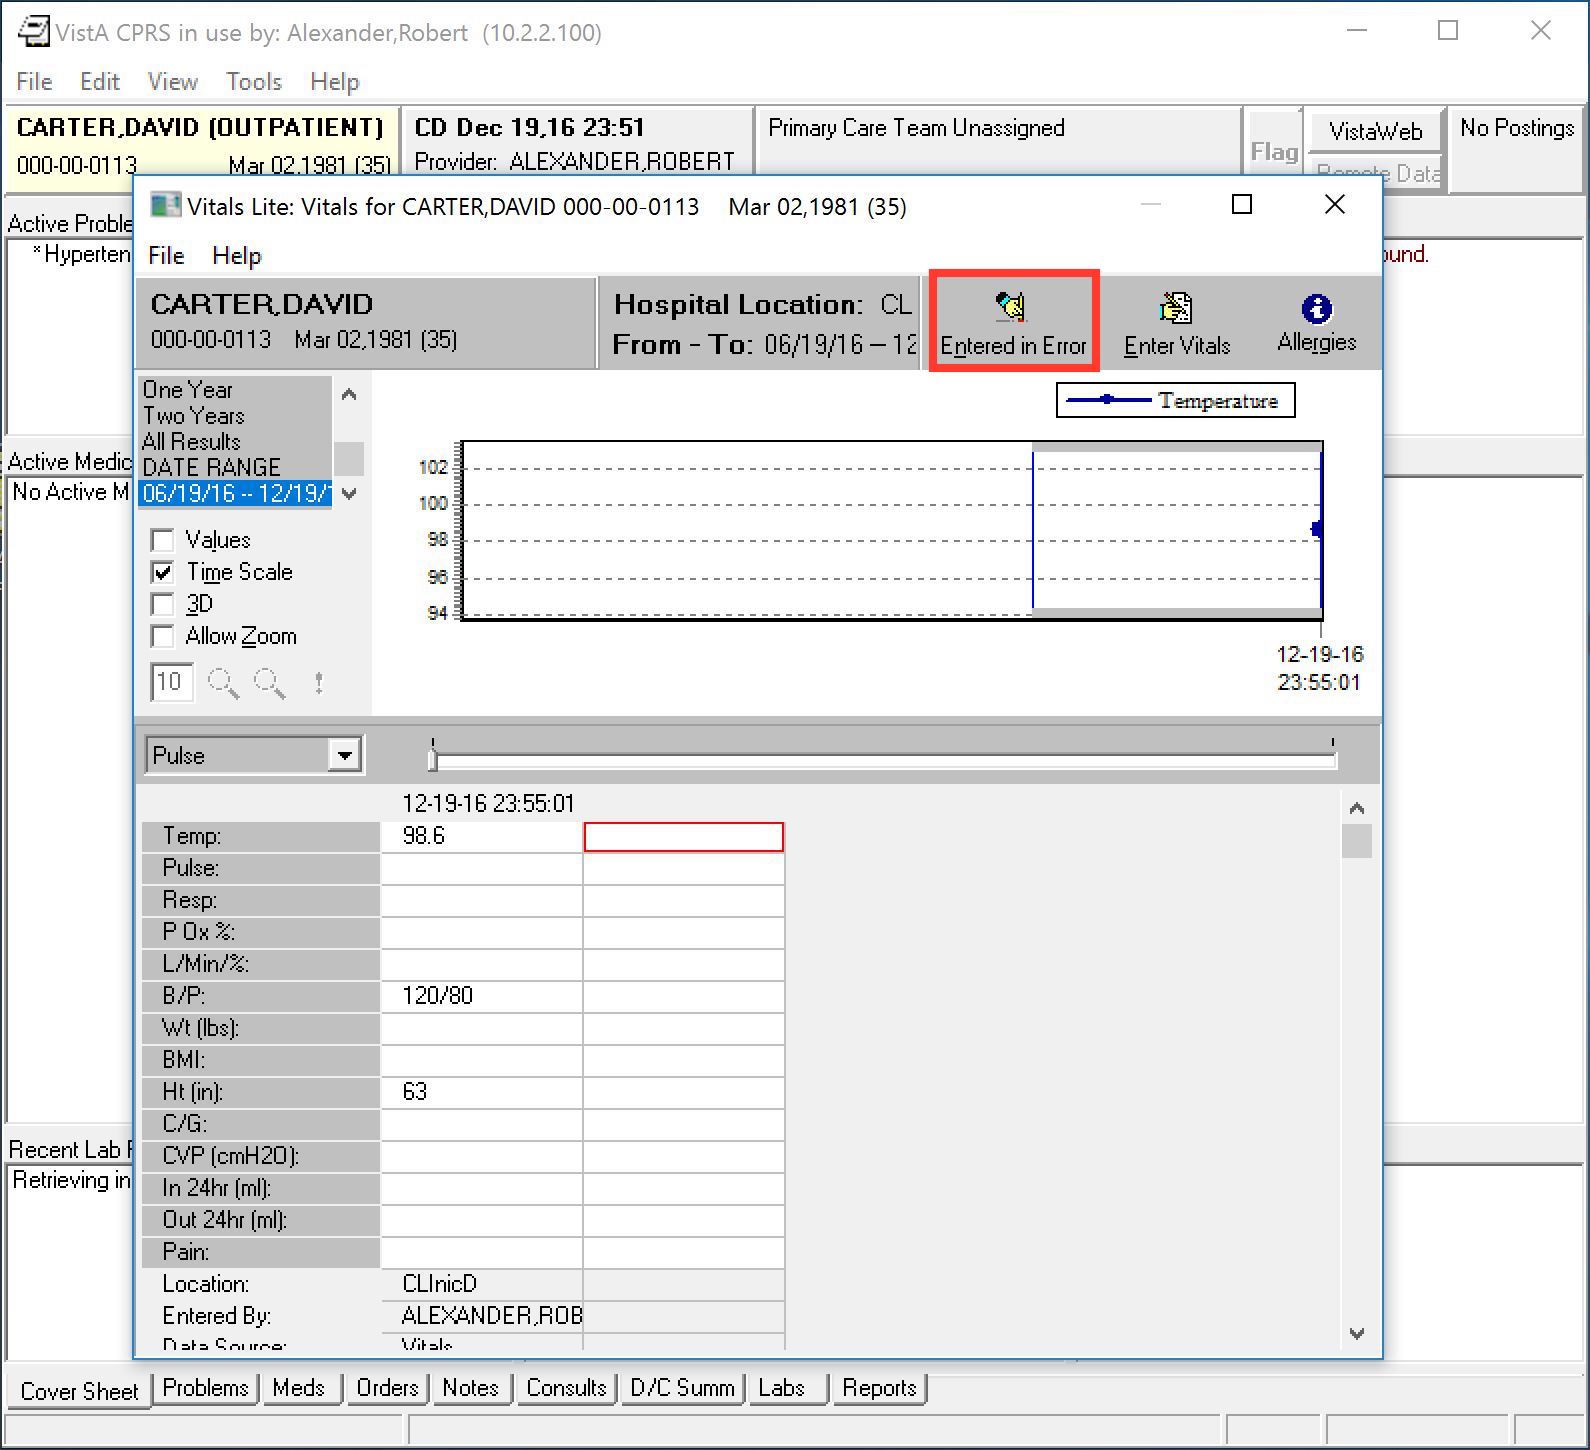 VistA CPRS in use by: Alexander,Robert (10.2.2.100)
File Edit View Tools Help
CARTER,DAVID (OUTPATIENT)
000-00-0113 Mar 02,1981 (35)
CD Dec 19,16 23:51
Provider: ALEXANDER,ROBERT
Primary Care Team Unassigned
Flag
VistaWeb
Remote Data
No Postings
Active Proble
*Hyperten
ound.
Active Medic
No Active M
Recent Lab R
Retrieving in
Vitals Lite: Vitals for CARTER,DAVID 000-00-0113 Mar 02,1981 (35)
File Help
CARTER,DAVID
000-00-0113 Mar 02,1981 (35)
Hospital Location: CL
From - To: 06/19/16 -- 12
Entered in Error
Enter Vitals
Allergies
One Year
Two Years
All Results
DATE RANGE
06/19/16 -- 12/19/1
Values
Time Scale
3D
Allow Zoom
10
Temperature
102
100
98
96
94
12-19-16
23:55:01
Pulse
12-19-16 23:55:01
Temp: 98.6
Pulse:
Resp:
P Ox %:
L/Min/%:
B/P: 120/80
Wt (lbs):
BMI:
Ht (in): 63
C/G:
CVP (cmH2O):
In 24hr (ml):
Out 24hr (ml):
Pain:
Location: CLInicD
Entered By: ALEXANDER,ROB
Data Source: Vitals
Cover Sheet Problems Meds Orders Notes Consults D/C Summ Labs Reports